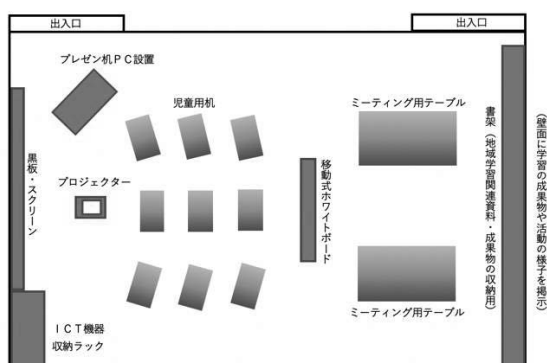 出入口
出入口
プレゼン机ＰＣ設置
児童用机
ミーティング用テーブル
黒板・スクリーン
プロジェクター
移動式ホワイトボード
書架（地域学習関連資料・成果物の収納用）
（壁面に学習の成果物や活動の様子を掲示）
ミーティング用テーブル
ＩＣＴ機器
収納ラック